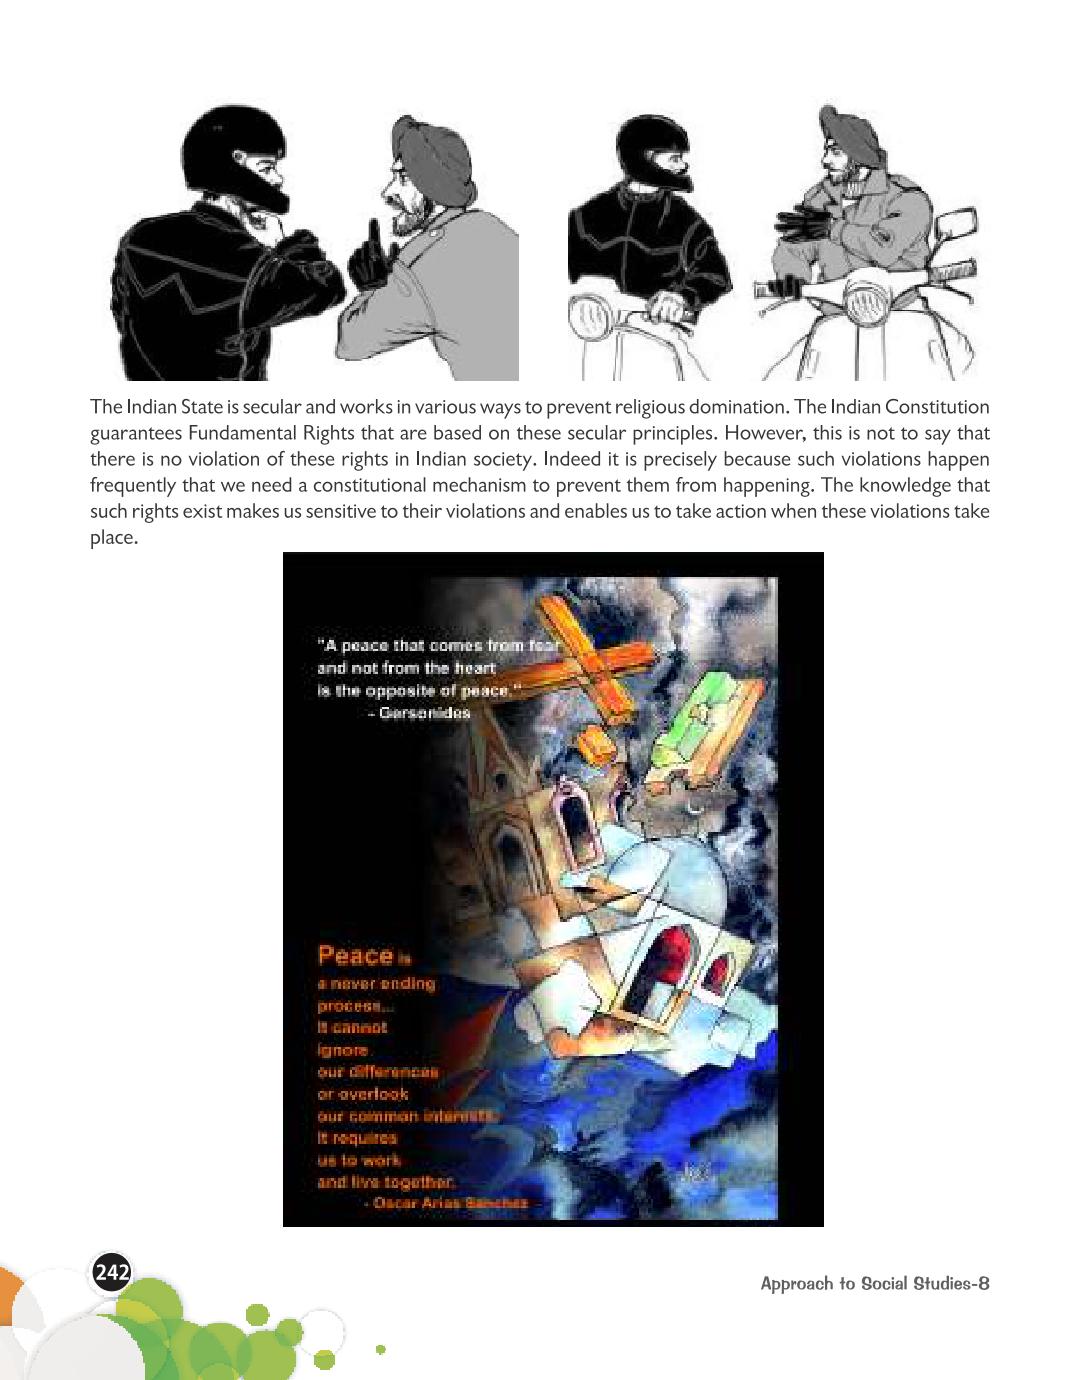 The Indian State is secular and works in various ways to prevent religious domination. The Indian Constitution
guarantees Fundamental Rights that are based on these secular principles. However, this is not to say that
there is no violation of these rights in Indian society. Indeed it is precisely because such violations happen
frequently that we need a constitutional mechanism to prevent them from happening. The knowledge that
such rights exist makes us sensitive to their violations and enables us to take action when these violations take
place.
"A peace that comes from fear
and not from the heart
is the opposite of peace."
- Gersonides
Peace is
a never ending
process...
It cannot
ignore
our differences
or overlook
our common interests.
It requires
us to work
and live together.
- Oscar Arias Sanchez
242
Approach to Social Studies-8